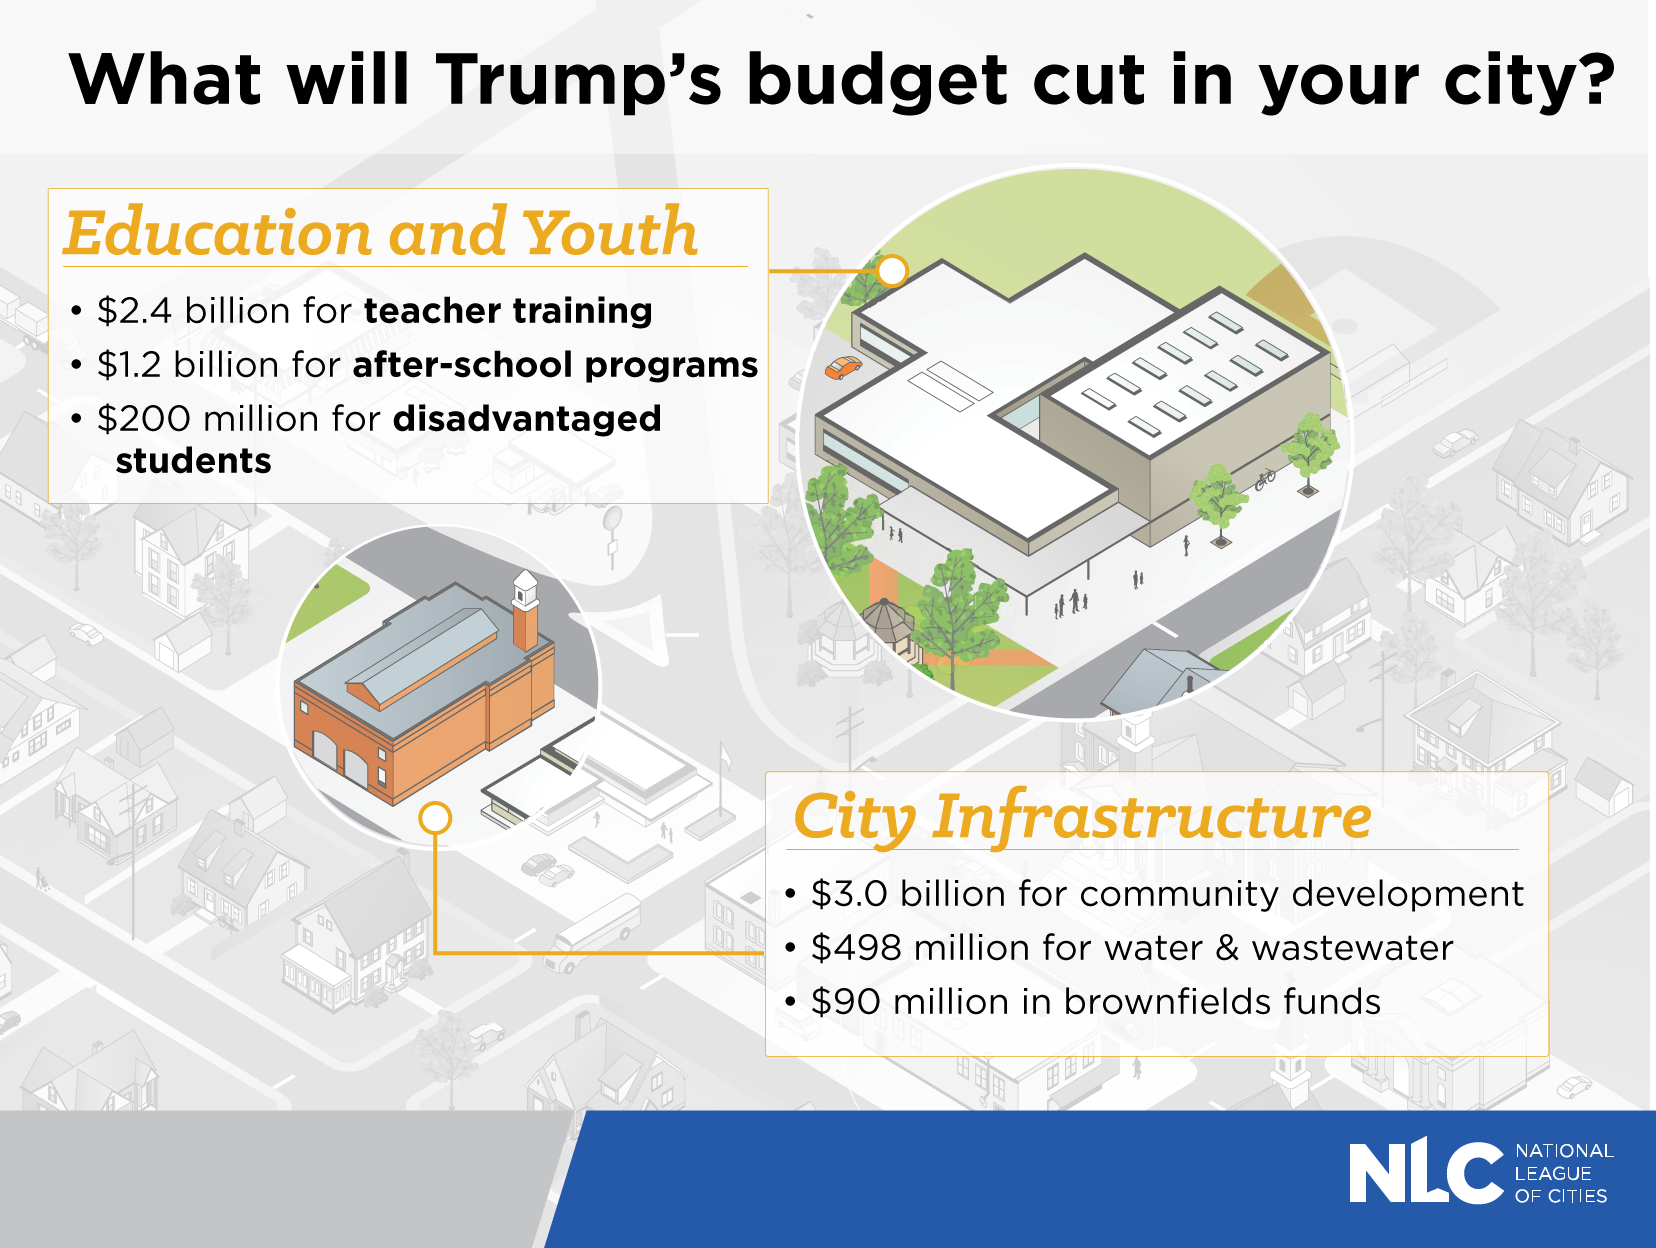 What will Trump’s budget cut in your city?
Education and Youth
• $2.4 billion for teacher training
• $1.2 billion for after-school programs
• $200 million for disadvantaged
students
City Infrastructure
• $3.0 billion for community development
• $498 million for water & wastewater
• $90 million in brownfields funds
NLC
NATIONAL
LEAGUE
OF CITIES